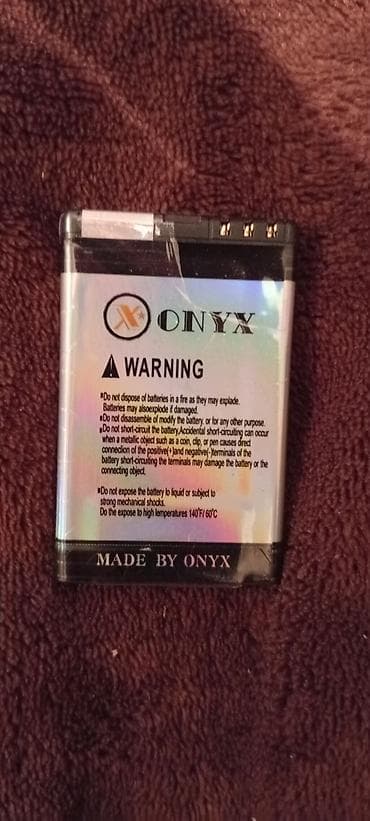 X
ONYX
WARNING
Do not dispose of batteries in a fire as they may explode.
Batteries may alsoexplode if damaged.
Do not disassemble of modify the battery, or for any other purpose.
Do not short-circuit the battery,Accidental short-circuiting can occur
when a metallic object such as a coin, clip, or pen causes direct
connection of the positive(+)and negative(-)terminals of the
battery short-circuiting the terminals may damage the battery or the
connecting object.
Do not expose the battery to liquid or subject to
strong mechanical shocks.
Do the expose to high temperatures 140°F/ 60°C
MADE BY ONYX